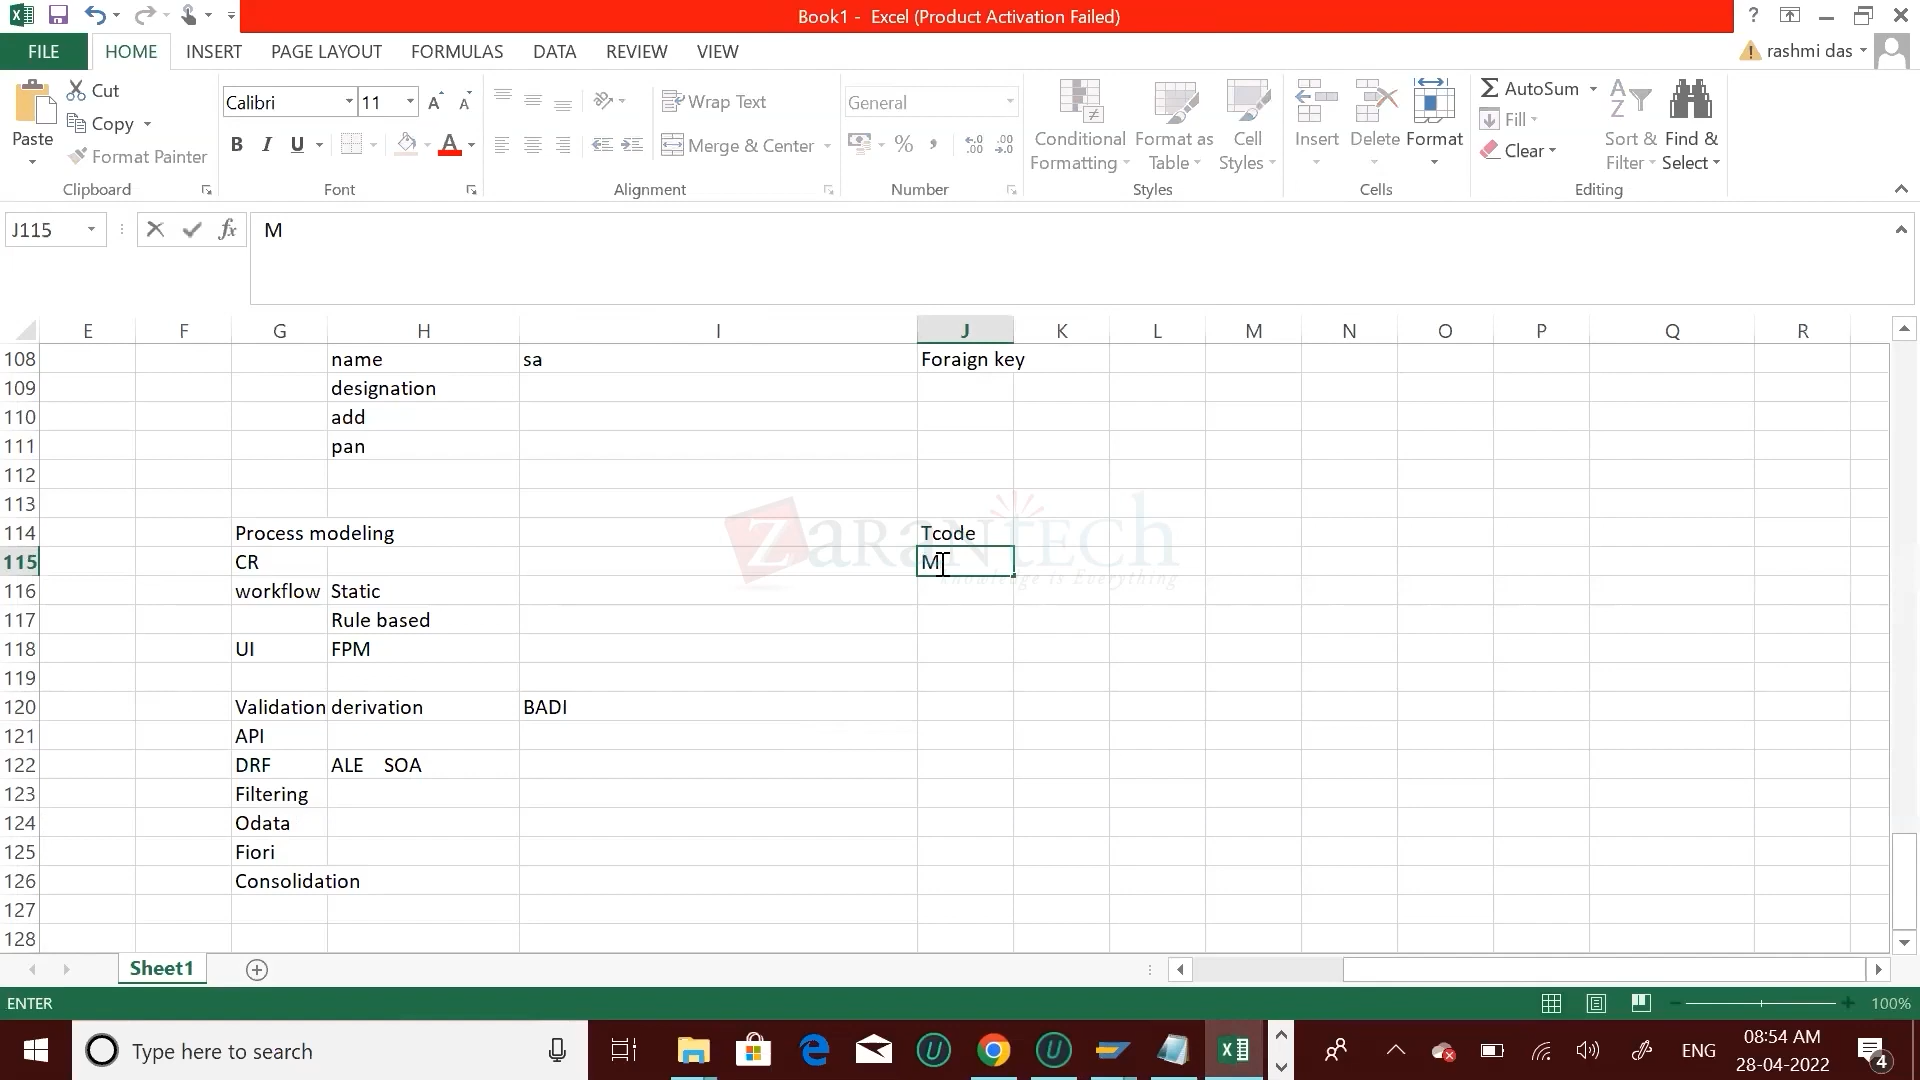 Book1 - Excel (Product Activation Failed)
FILE HOME INSERT PAGE LAYOUT FORMULAS DATA REVIEW VIEW rashmi das
Paste Cut Copy Format Painter Clipboard
Calibri 11 B I U Font
Wrap Text Merge & Center Alignment
General % Number
Conditional Formatting Format as Table Cell Styles Styles
Insert Delete Format Cells
AutoSum Fill Clear Sort & Filter Find & Select Editing
J115 fx M
E F G H I J K L M N O P Q R
108 name sa Foraign key
109 designation
110 add
111 pan
112
113
114 Process modeling Tcode
115 CR M
116 workflow Static
117 Rule based
118 UI FPM
119
120 Validation derivation BADI
121 API
122 DRF ALE SOA
123 Filtering
124 Odata
125 Fiori
126 Consolidation
127
128
zarantech
knowledge is Everything
Sheet1
ENTER 100%
Type here to search ENG 08:54 AM 28-04-2022 4